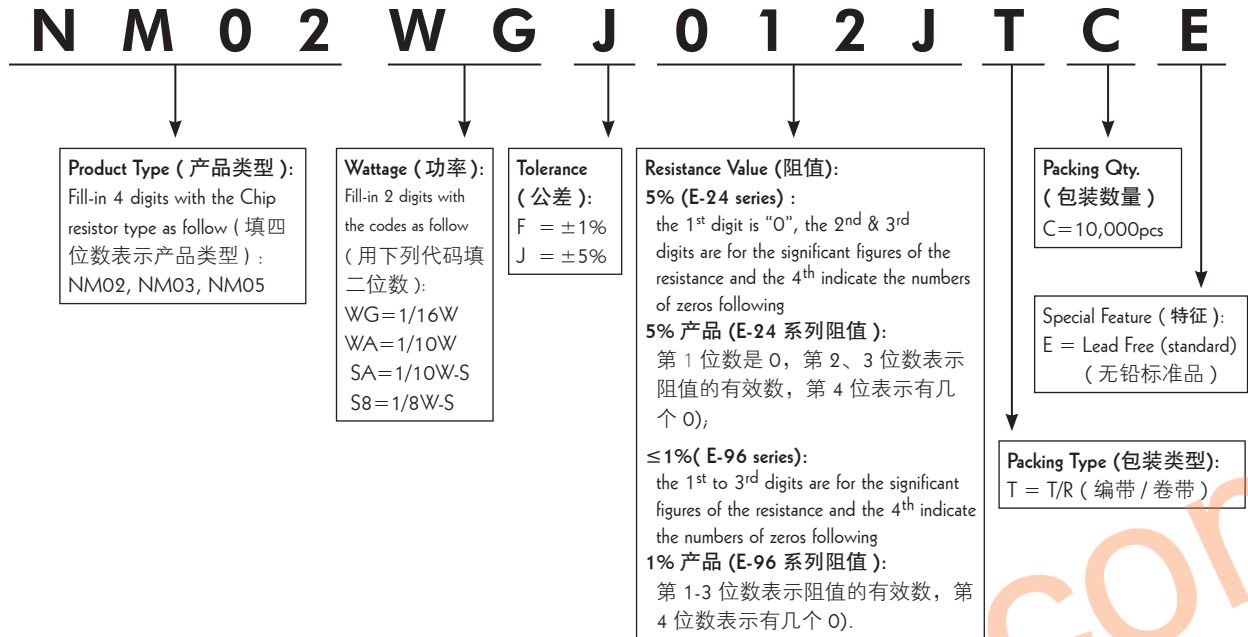 N M 0 2 W G J 0 1 2 J T C E
Product Type ( 产品类型 ):
Fill-in 4 digits with the Chip
resistor type as follow ( 填四
位数表示产品类型 ) :
NM02, NM03, NM05
Wattage ( 功率 ):
Fill-in 2 digits with
the codes as follow
( 用下列代码填
二位数 ):
WG=1/16W
WA=1/10W
SA=1/10W-S
S8=1/8W-S
Tolerance
( 公差 ):
F = ±1%
J = ±5%
Resistance Value (阻值):
5% (E-24 series) :
the 1st digit is “0”, the 2nd & 3rd
digits are for the significant figures of the
resistance and the 4th indicate the numbers
of zeros following
5% 产品 (E-24 系列阻值 ):
第 1 位数是 0，第 2、3 位数表示
阻值的有效数，第 4 位表示有几
个 0);
≤1%( E-96 series):
the 1st to 3rd digits are for the significant
figures of the resistance and the 4th indicate
the numbers of zeros following
1% 产品 (E-96 系列阻值 ):
第 1-3 位数表示阻值的有效数，第
4 位数表示有几个 0).
Packing Qty.
( 包装数量 )
C=10,000pcs
Special Feature ( 特征 ):
E = Lead Free (standard)
( 无铅标准品 )
Packing Type (包装类型):
T = T/R ( 编带 / 卷带 )